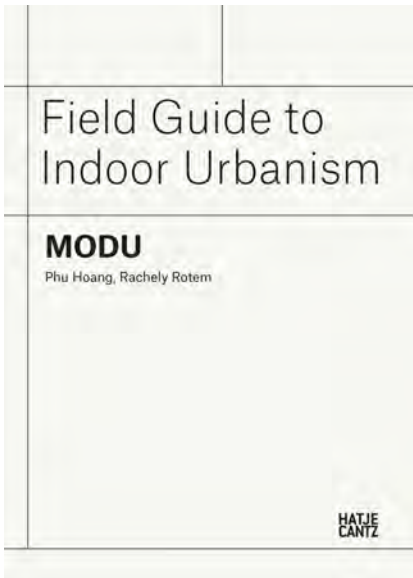 Field Guide to
Indoor Urbanism
MODU
Phu Hoang, Rachely Rotem
HATJE
CANTZ